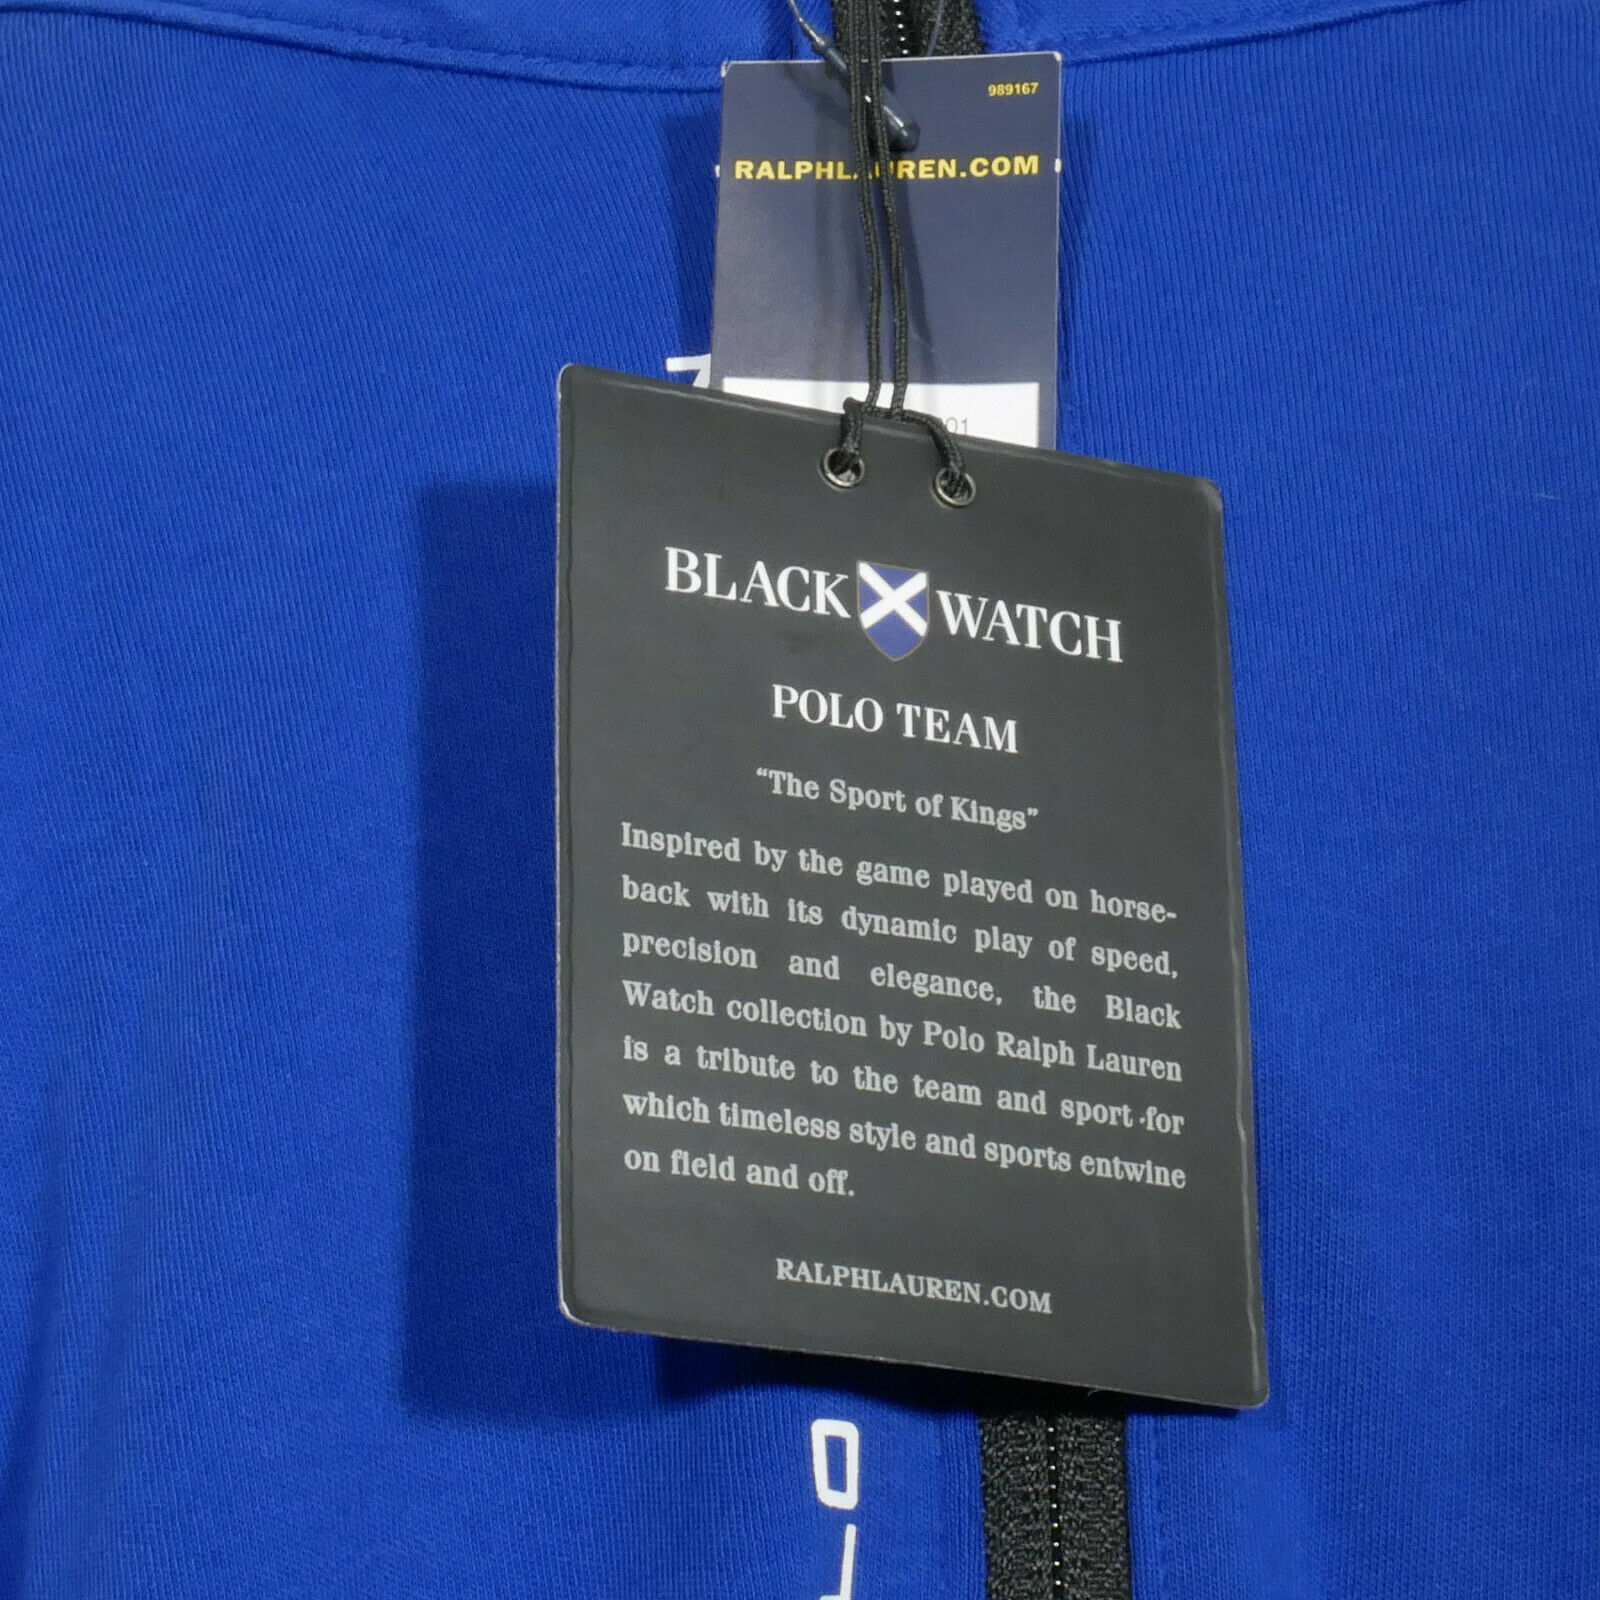 989167
RALPHLAUREN.COM
01
BLACK WATCH
POLO TEAM
“The Sport of Kings”
Inspired by the game played on horse-
back with its dynamic play of speed,
precision and elegance, the Black
Watch collection by Polo Ralph Lauren
is a tribute to the team and sport for
which timeless style and sports entwine
on field and off.
RALPHLAUREN.COM
O